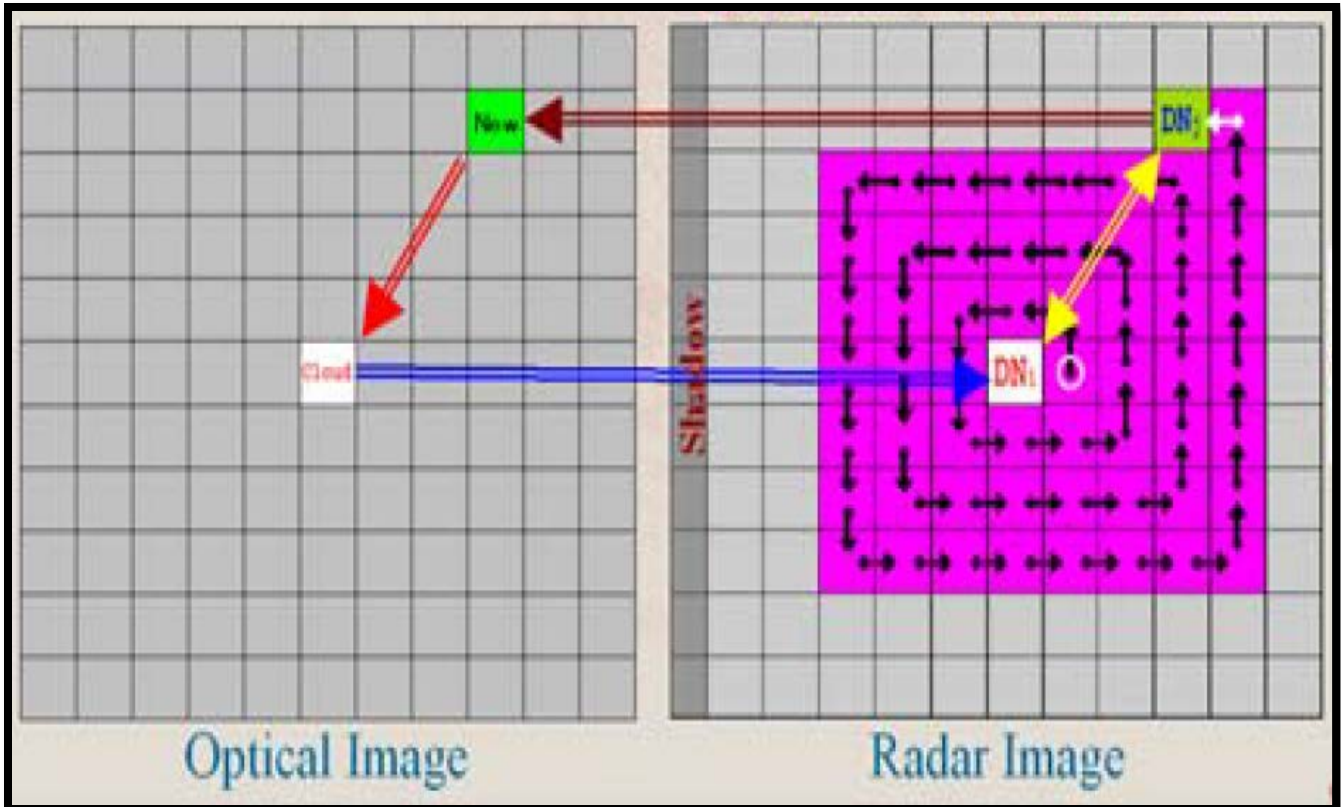 New
DN₂
Cloud
Shadow
DN₁
Optical Image
Radar Image